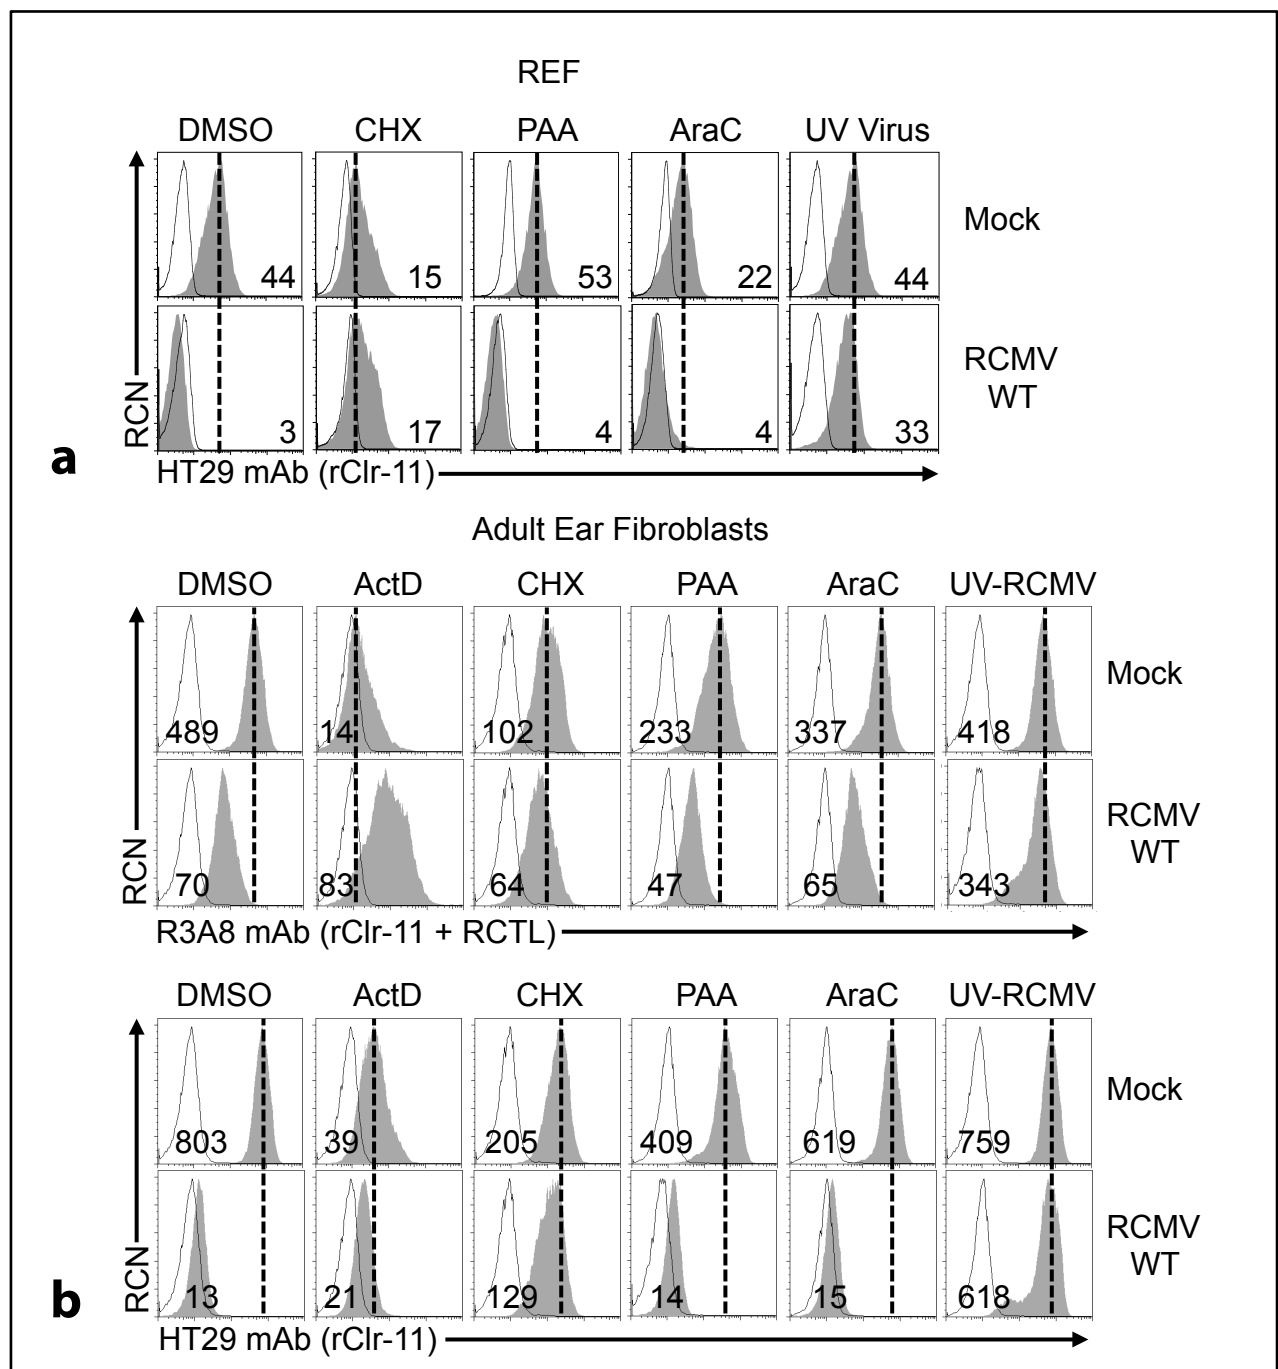 REF
DMSO CHX PAA AraC UV Virus
44 15 53 22 44 Mock
3 17 4 4 33 RCMV
WT
RCN
a
HT29 mAb (rClr-11)
Adult Ear Fibroblasts
DMSO ActD CHX PAA AraC UV-RCMV
Mock
489 14 102 233 337 418
RCMV
WT
70 83 64 47 65 343
RCN
R3A8 mAb (rClr-11 + RCTL)
DMSO ActD CHX PAA AraC UV-RCMV
Mock
803 39 205 409 619 759
RCMV
WT
13 21 129 14 15 618
RCN
b
HT29 mAb (rClr-11)